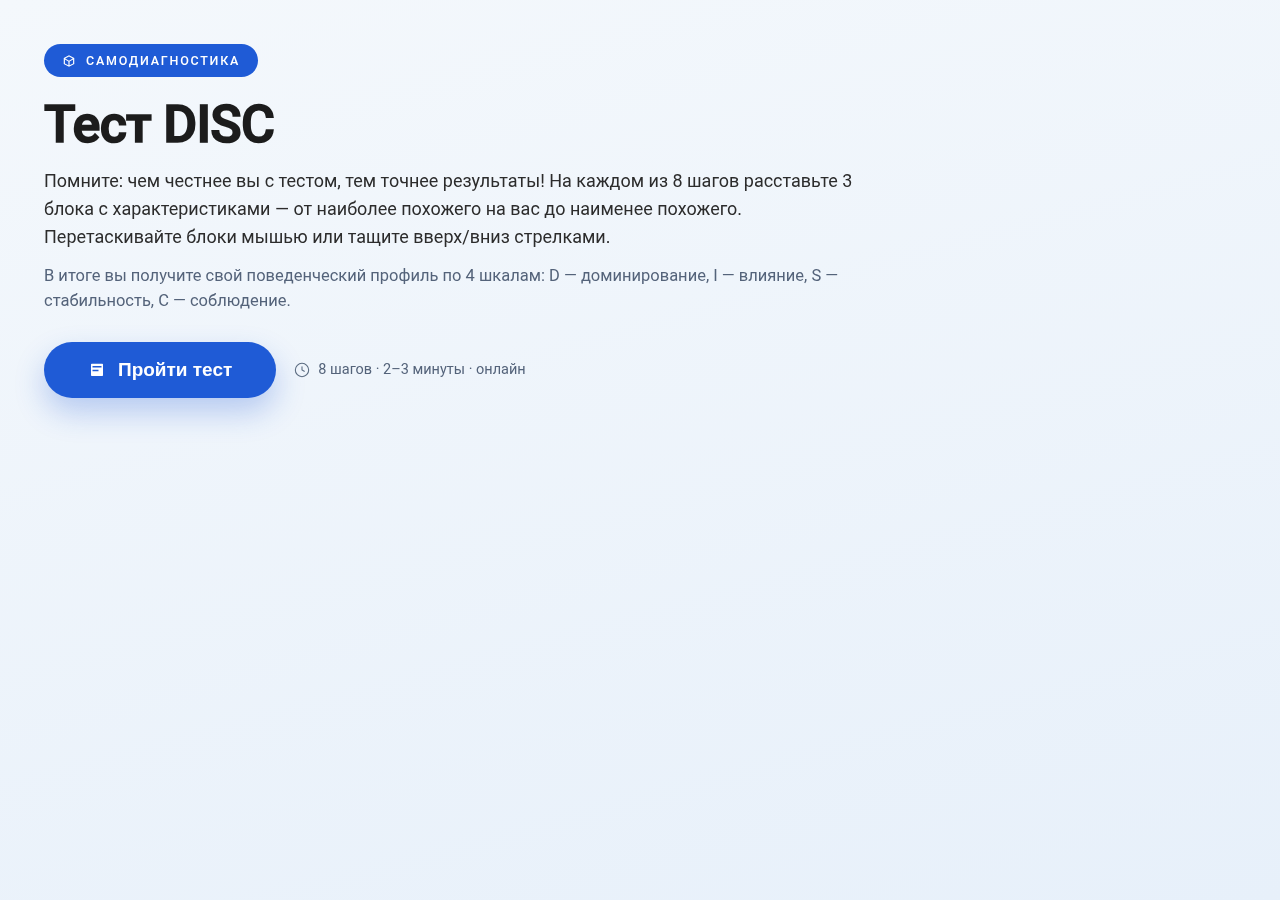 САМОДИАГНОСТИКА
Тест DISC
Помните: чем честнее вы с тестом, тем точнее результаты! На каждом из 8 шагов расставьте 3
блока с характеристиками — от наиболее похожего на вас до наименее похожего.
Перетаскивайте блоки мышью или тащите вверх/вниз стрелками.
В итоге вы получите свой поведенческий профиль по 4 шкалам: D — доминирование, I — влияние, S —
стабильность, C — соблюдение.
Пройти тест
8 шагов · 2–3 минуты · онлайн